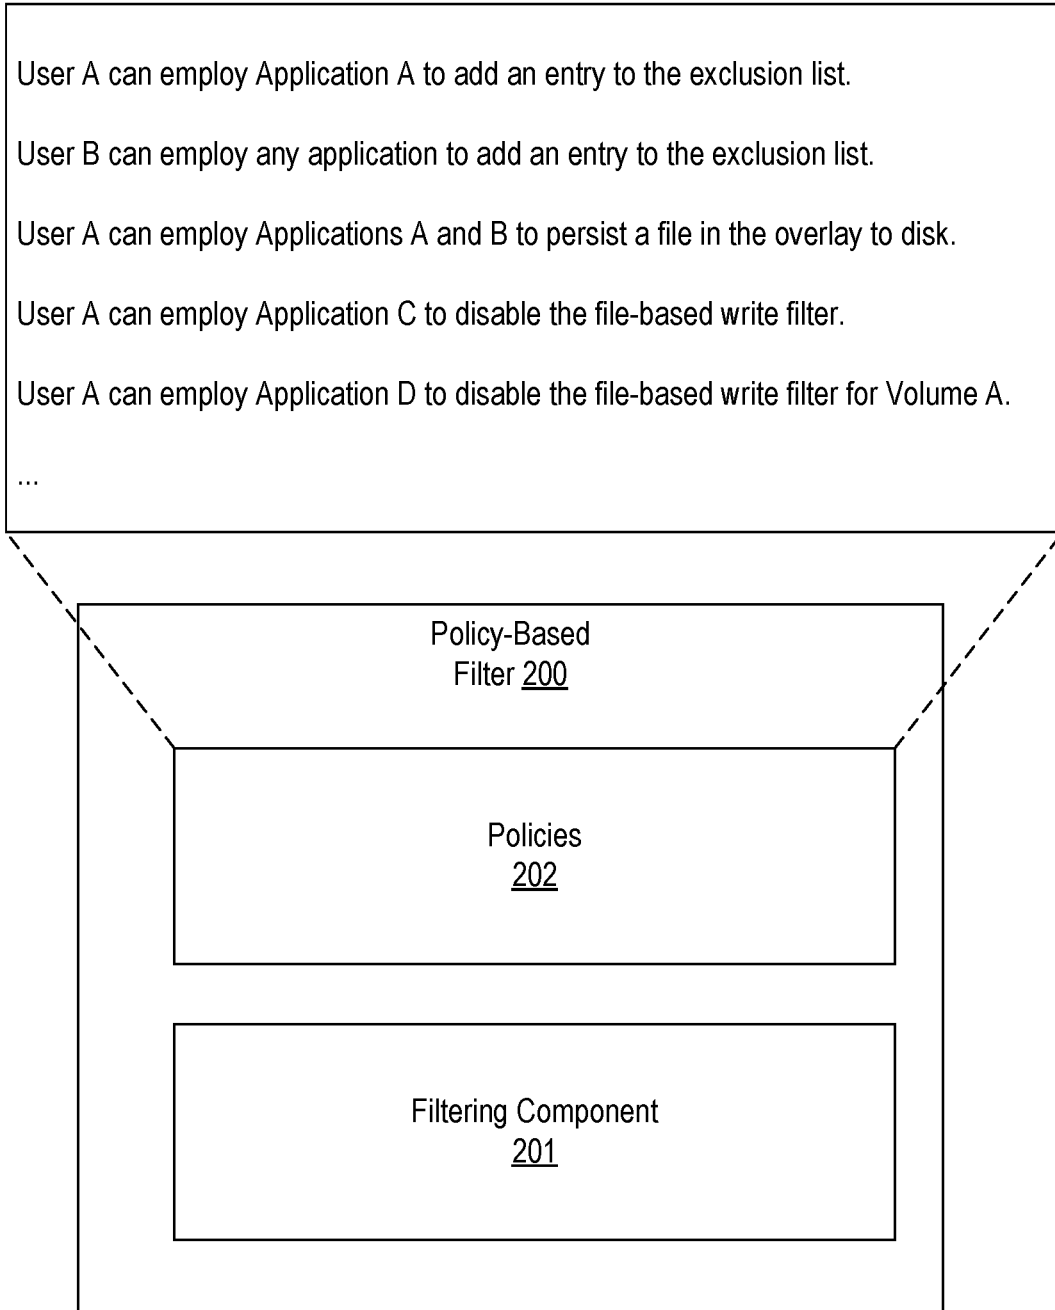 User A can employ Application A to add an entry to the exclusion list.
User B can employ any application to add an entry to the exclusion list.
User A can employ Applications A and B to persist a file in the overlay to disk.
User A can employ Application C to disable the file-based write filter.
User A can employ Application D to disable the file-based write filter for Volume A.
...
Policy-Based
Filter 200
Policies
202
Filtering Component
201